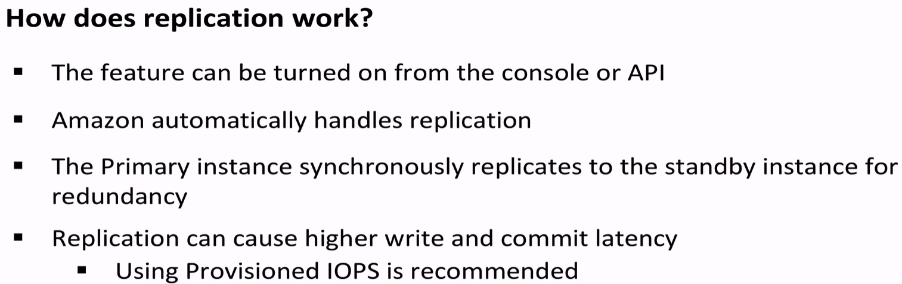 How does replication work?
▪ The feature can be turned on from the console or API
▪ Amazon automatically handles replication
▪ The Primary instance synchronously replicates to the standby instance for
redundancy
▪ Replication can cause higher write and commit latency
▪ Using Provisioned IOPS is recommended